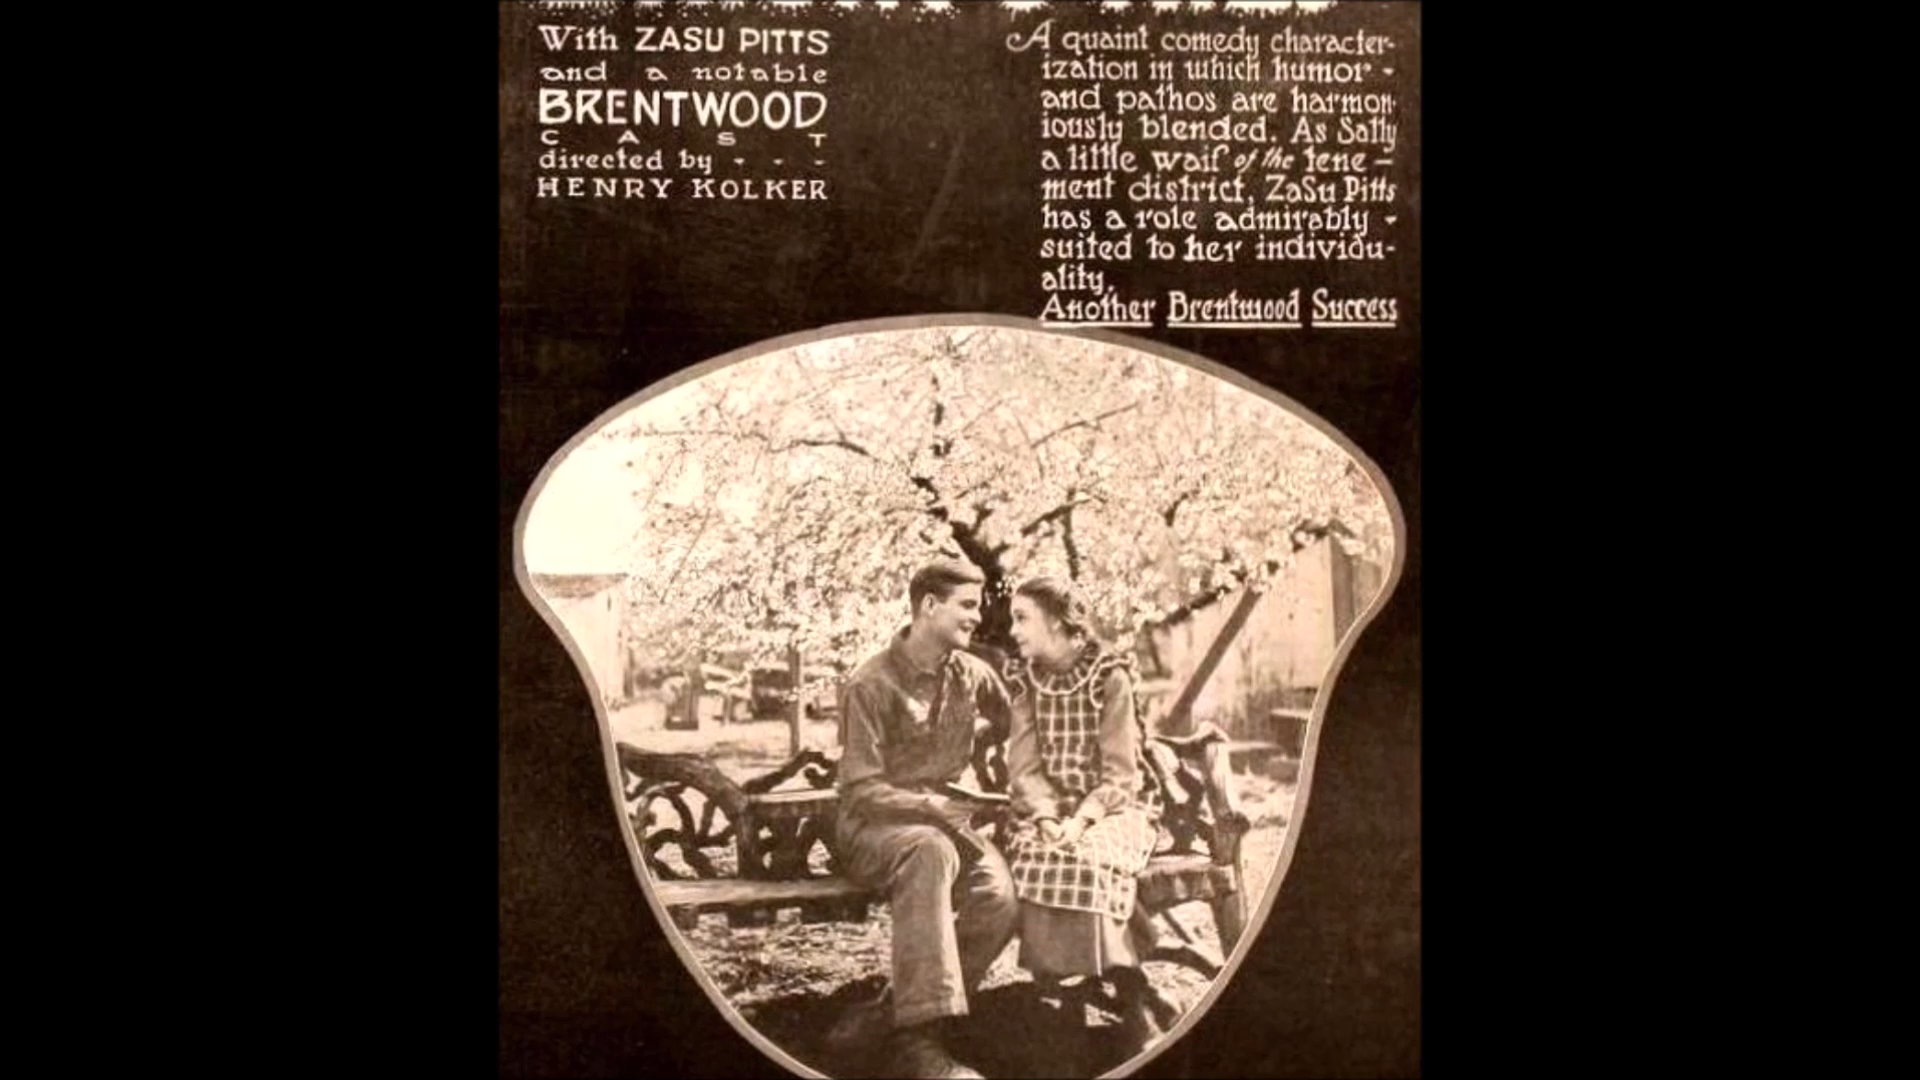 With ZASU PITTS
and a notable
BRENTWOOD
CAST
directed by - - -
HENRY KOLKER
A quaint comedy character-
ization in which humor -
and pathos are harmon-
iously blended. As Sally
a little waif of the tene-
ment district, ZaSu Pitts
has a role admirably -
suited to her individu-
ality.
Another Brentwood Success